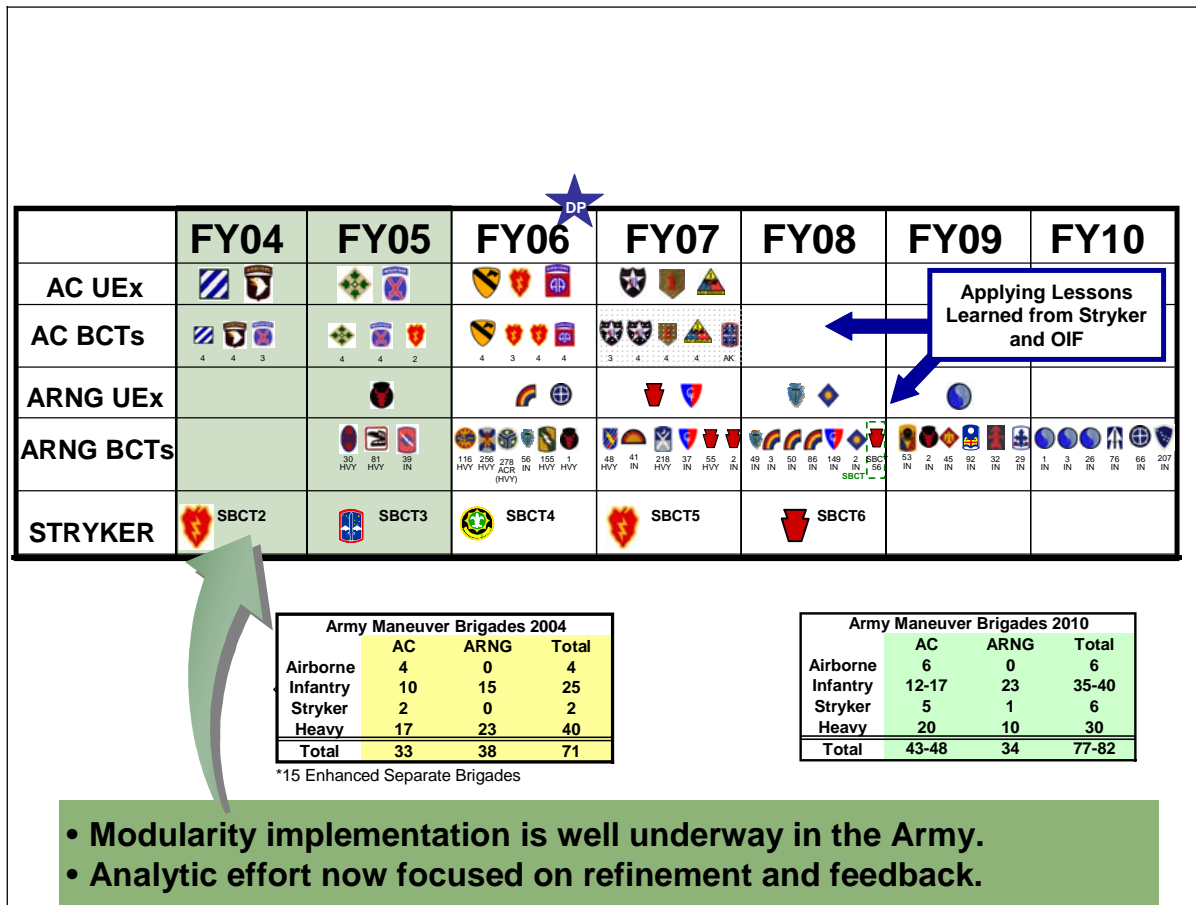 DP
FY04 FY05 FY06 FY07 FY08 FY09 FY10
AC UEx
Applying Lessons
Learned from Stryker
and OIF
AC BCTs
4 4 3 4 4 2 4 3 4 4 3 4 4 4 AK
ARNG UEx
ARNG BCTs
30 81 39 116 256 278 56 155 1 48 41 218 37 55 2 49 3 50 86 149 2 SBCT 53 2 45 92 32 29 1 3 26 76 66 207
HVY HVY IN HVY HVY ACR IN HVY HVY HVY IN HVY IN HVY IN IN IN IN IN IN IN 56 IN IN IN IN IN IN IN IN IN IN IN IN
(HVY)
SBCT
STRYKER
SBCT2 SBCT3 SBCT4 SBCT5 SBCT6
Army Maneuver Brigades 2004
AC ARNG Total
Airborne 4 0 4
Infantry 10 15 25
Stryker 2 0 2
Heavy 17 23 40
Total 33 38 71
*15 Enhanced Separate Brigades
Army Maneuver Brigades 2010
AC ARNG Total
Airborne 6 0 6
Infantry 12-17 23 35-40
Stryker 5 1 6
Heavy 20 10 30
Total 43-48 34 77-82
• Modularity implementation is well underway in the Army.
• Analytic effort now focused on refinement and feedback.